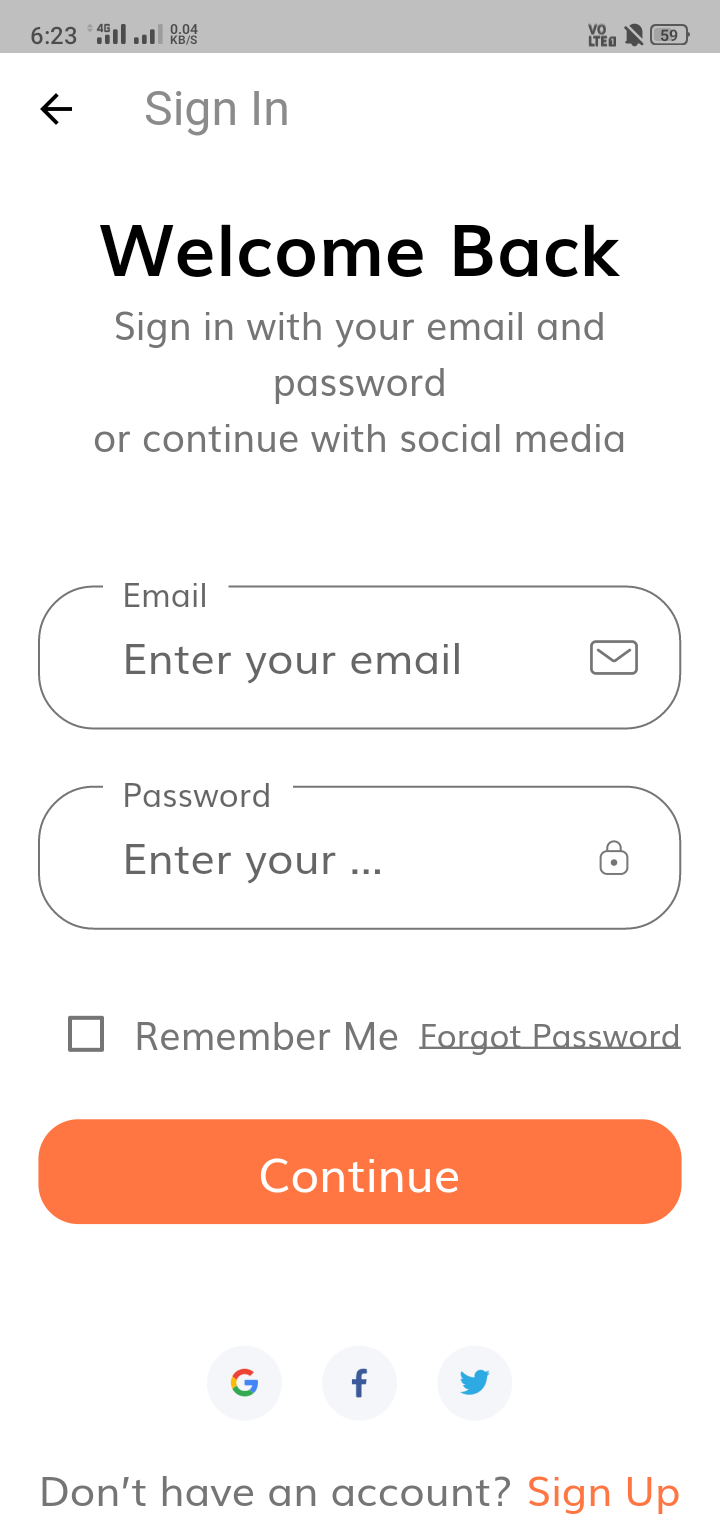 6:23 4G 0.04 KB/S VO LTE 59
Sign In
Welcome Back
Sign in with your email and
password
or continue with social media
Email
Enter your email
Password
Enter your ...
Remember Me Forgot Password
Continue
G f
Don't have an account? Sign Up